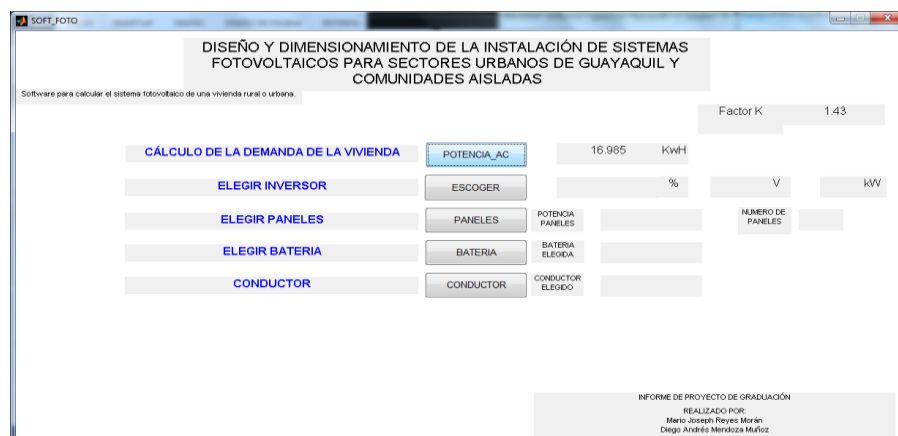 SOFT_FOTO
DISEÑO Y DIMENSIONAMIENTO DE LA INSTALACIÓN DE SISTEMAS
FOTOVOLTAICOS PARA SECTORES URBANOS DE GUAYAQUIL Y
COMUNIDADES AISLADAS
Software para calcular el sistema fotovoltaico de una vivienda rural o urbana.
Factor K 1.43
CÁLCULO DE LA DEMANDA DE LA VIVIENDA POTENCIA_AC 16.985 KwH
ELEGIR INVERSOR ESCOGER % V kW
ELEGIR PANELES PANELES POTENCIA
PANELES
NUMERO DE
PANELES
ELEGIR BATERIA BATERIA BATERIA
ELEGIDA
CONDUCTOR CONDUCTOR CONDUCTOR
ELEGIDO
INFORME DE PROYECTO DE GRADUACIÓN
REALIZADO POR:
Mario Joseph Reyes Morán
Diego Andrés Mendoza Muñoz